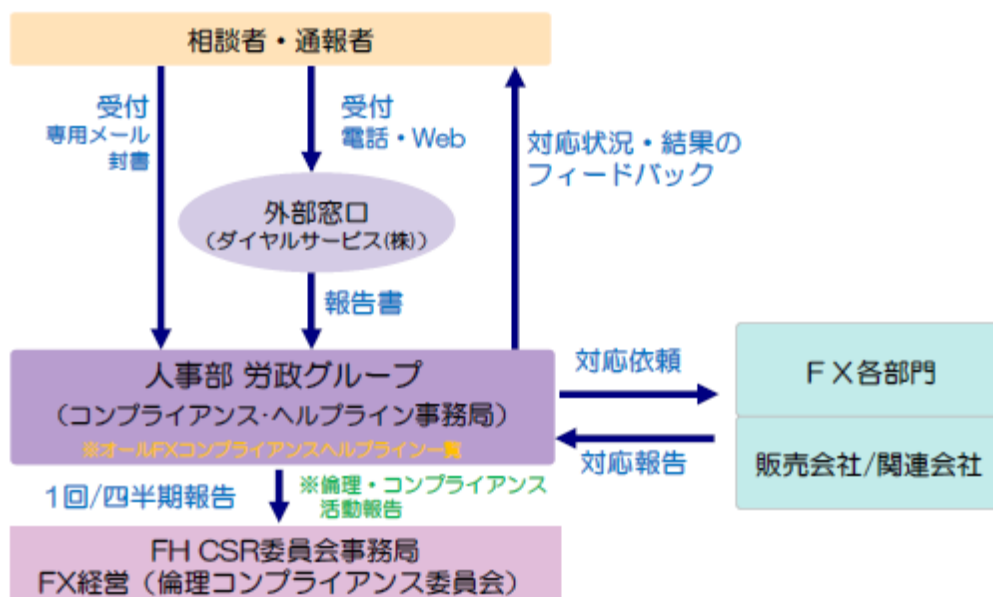 相談者・通報者
受付
専用メール
封書
受付
電話・Web
対応状況・結果の
フィードバック
外部窓口
(ダイヤルサービス(株))
報告書
人事部 労政グループ
(コンプライアンス・ヘルプライン事務局)
※オールFXコンプライアンスヘルプライン一覧
対応依頼
対応報告
FX各部門
販売会社/関連会社
1回/四半期報告
※倫理・コンプライアンス
活動報告
FH CSR委員会事務局
FX経営(倫理コンプライアンス委員会)